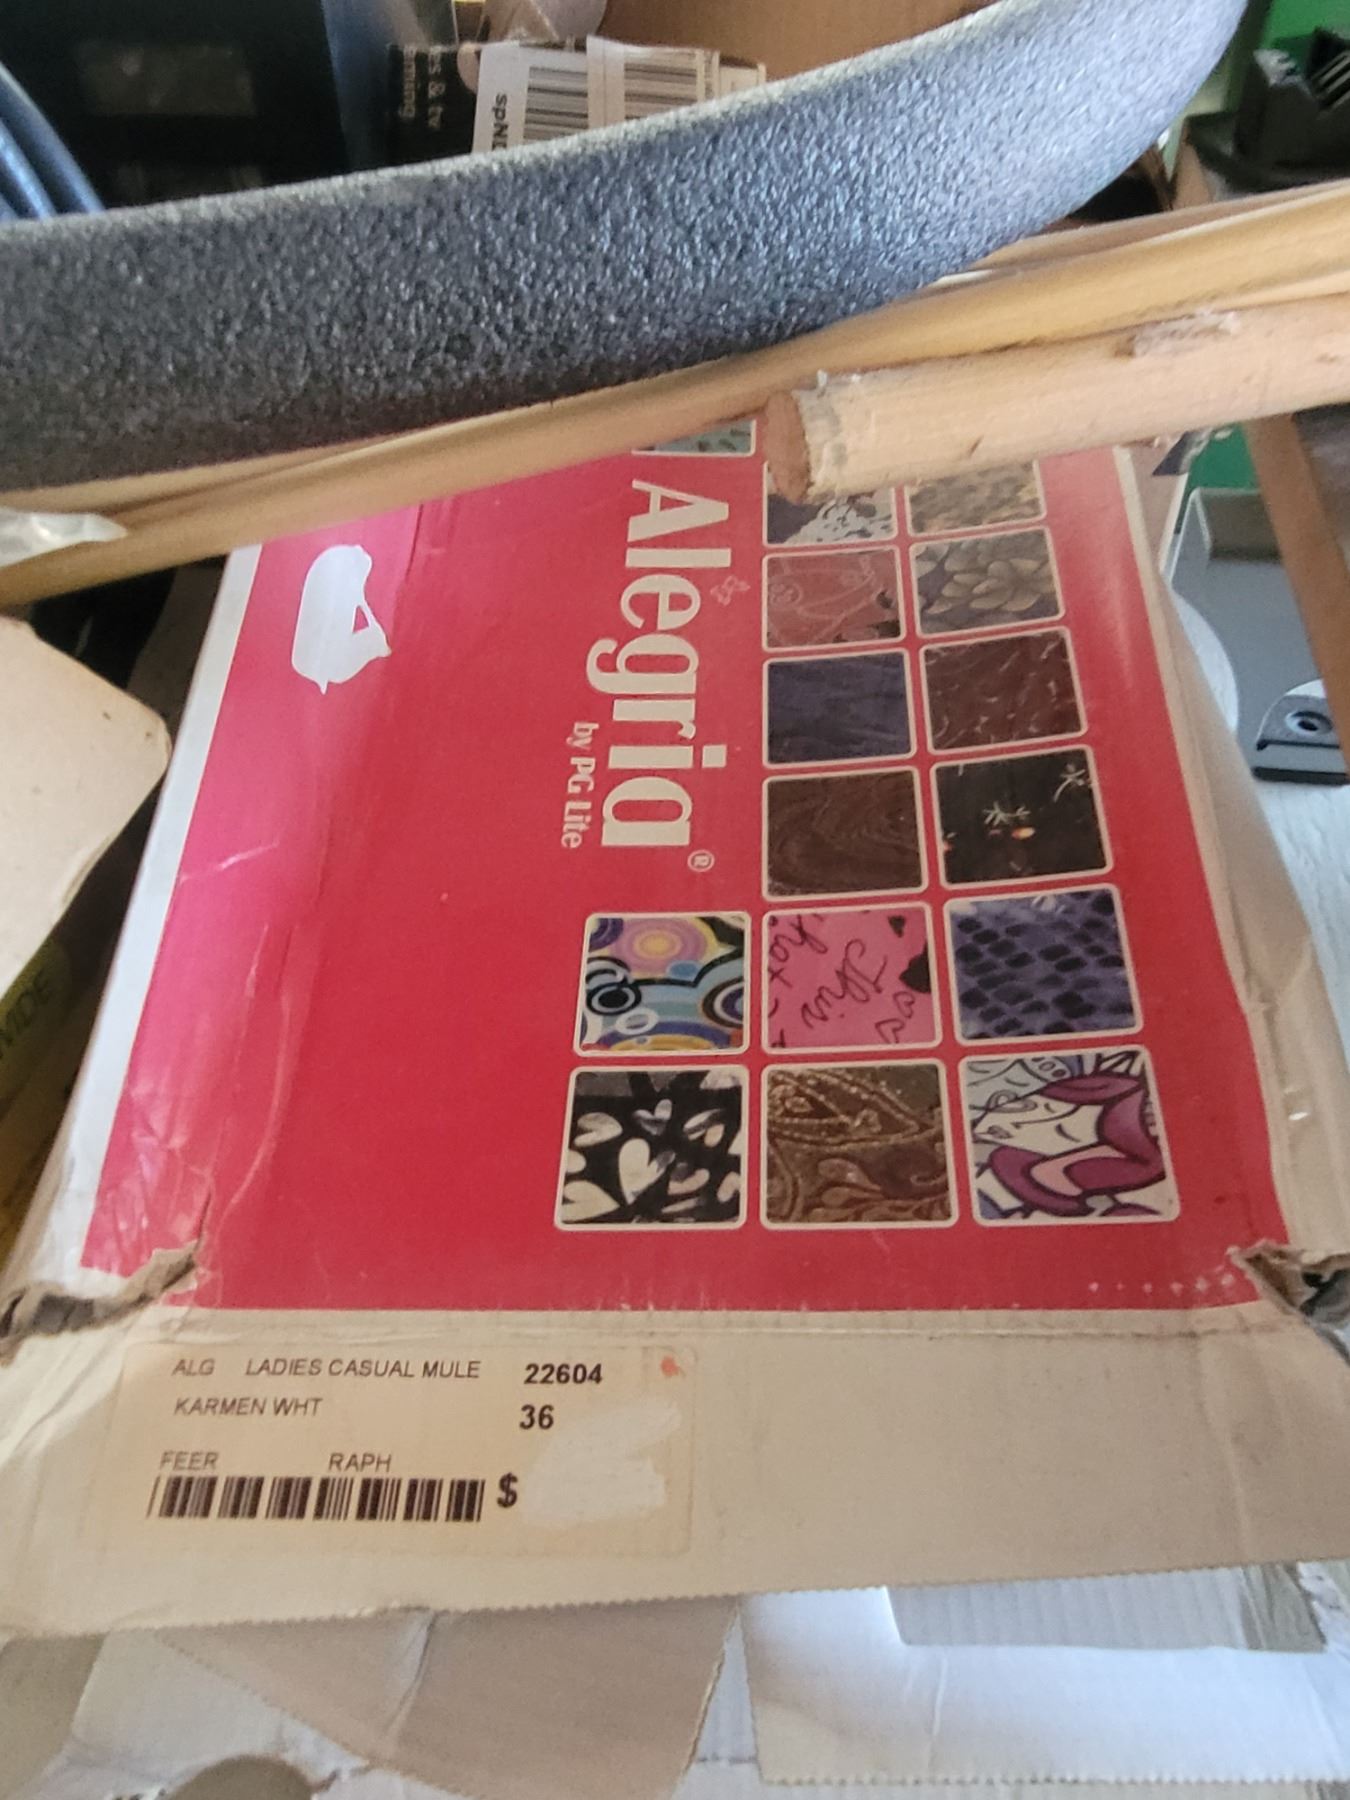 Alegria®
by PG Lite
ALG LADIES CASUAL MULE 22604
KARMEN WHT 36
FEER RAPH
$